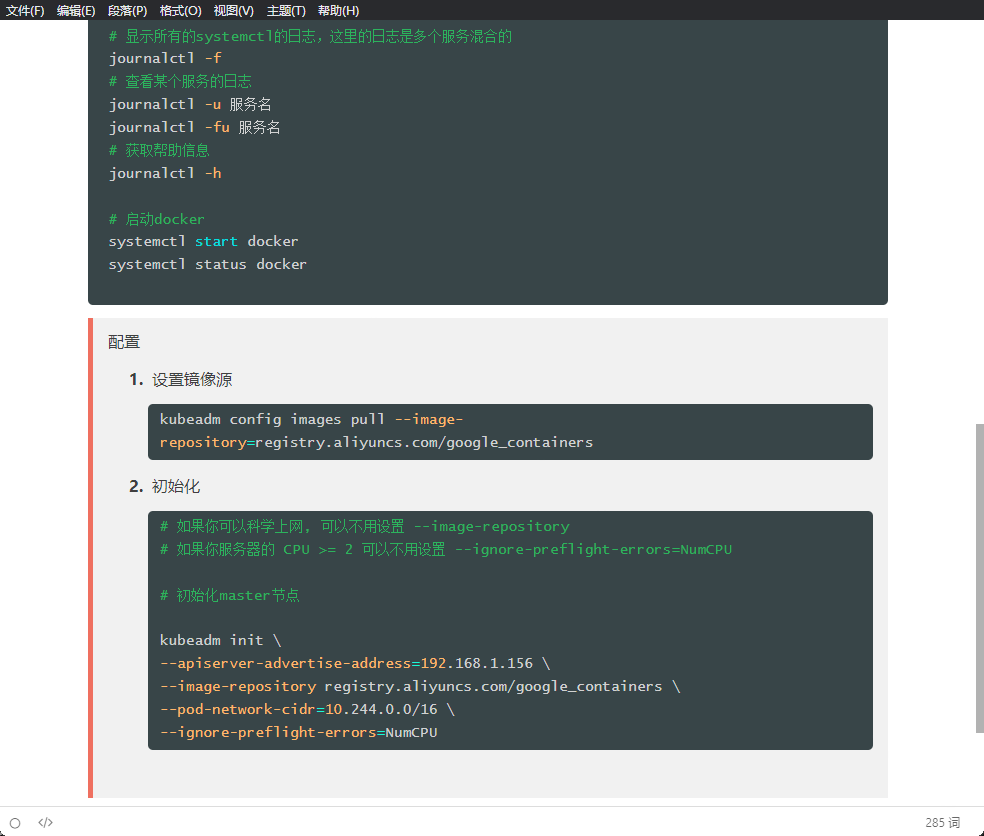 文件(F) 编辑(E) 段落(P) 格式(O) 视图(V) 主题(T) 帮助(H)
# 显示所有的systemctl的日志，这里的日志是多个服务混合的
journalctl -f
# 查看某个服务的日志
journalctl -u 服务名
journalctl -fu 服务名
# 获取帮助信息
journalctl -h
# 启动docker
systemctl start docker
systemctl status docker
配置
1. 设置镜像源
kubeadm config images pull --image-
repository=registry.aliyuncs.com/google_containers
2. 初始化
# 如果你可以科学上网, 可以不用设置 --image-repository
# 如果你服务器的 CPU >= 2 可以不用设置 --ignore-preflight-errors=NumCPU
# 初始化master节点
kubeadm init \
--apiserver-advertise-address=192.168.1.156 \
--image-repository registry.aliyuncs.com/google_containers \
--pod-network-cidr=10.244.0.0/16 \
--ignore-preflight-errors=NumCPU
</> 285 词